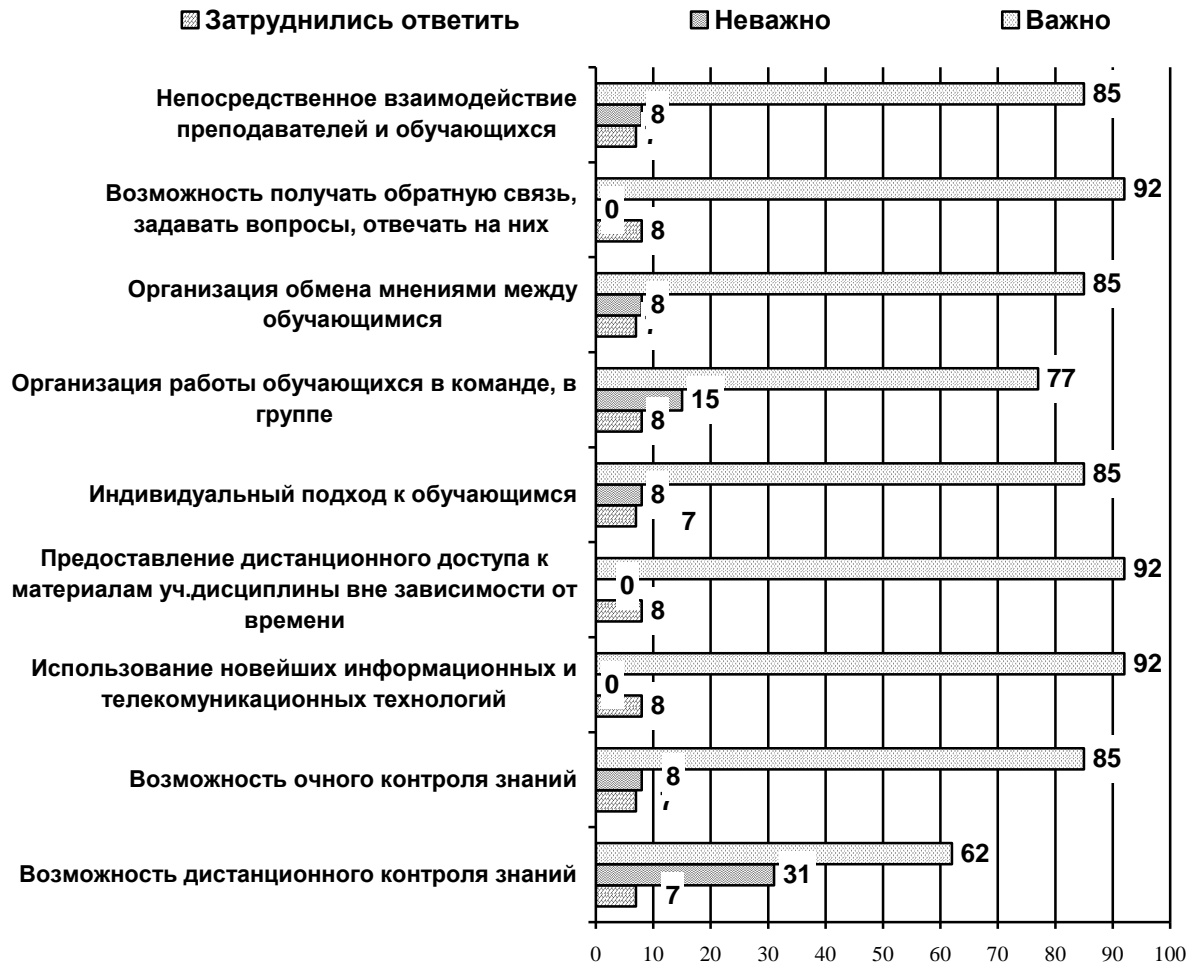 Затруднились ответить Неважно Важно
Непосредственное взаимодействие
преподавателей и обучающихся
85
8
Возможность получать обратную связь,
задавать вопросы, отвечать на них
92
0
8
Организация обмена мнениями между
обучающимися
85
8
Организация работы обучающихся в команде, в
группе
77
15
8
Индивидуальный подход к обучающимся
85
8
7
Предоставление дистанционного доступа к
материалам уч.дисциплины вне зависимости от
времени
92
0
8
Использование новейших информационных и
телекомуникационных технологий
92
0
8
Возможность очного контроля знаний
85
8
Возможность дистанционного контроля знаний
62
31
7
0 10 20 30 40 50 60 70 80 90 100